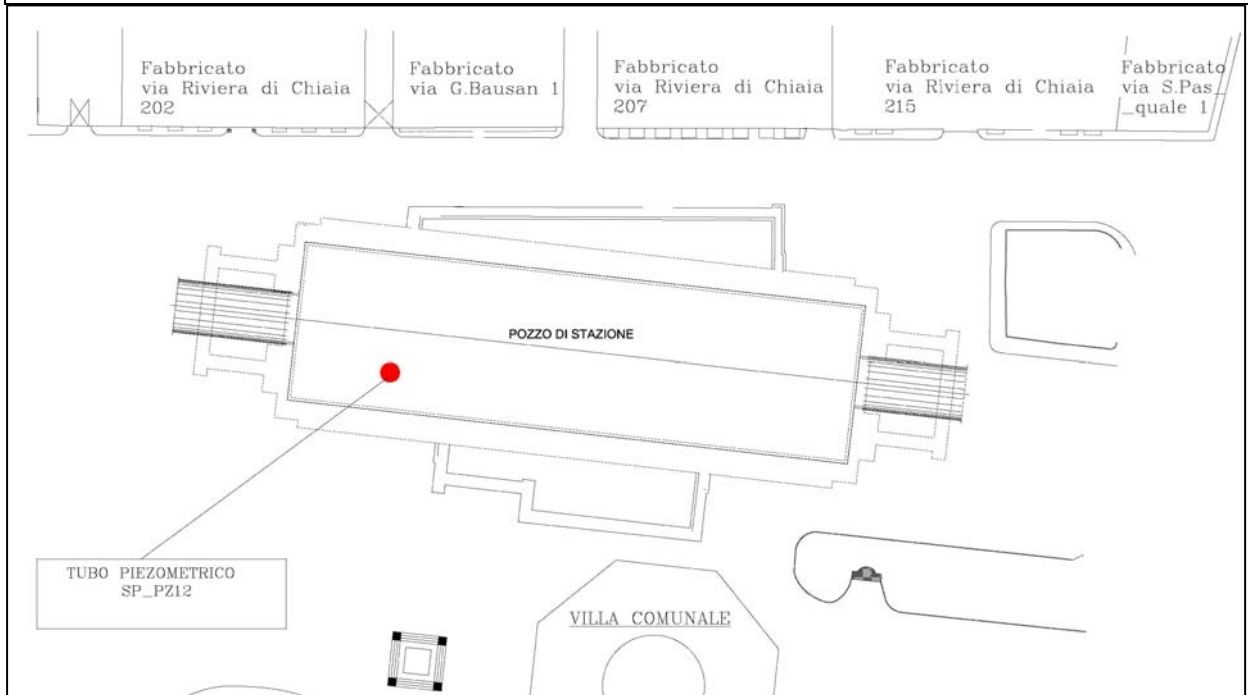 Fabbricato
via Riviera di Chiaia
202
Fabbricato
via G.Bausan 1
Fabbricato
via Riviera di Chiaia
207
Fabbricato
via Riviera di Chiaia
215
Fabbricato
via S.Pas_
_quale 1
POZZO DI STAZIONE
TUBO PIEZOMETRICO
SP_PZ12
VILLA COMUNALE